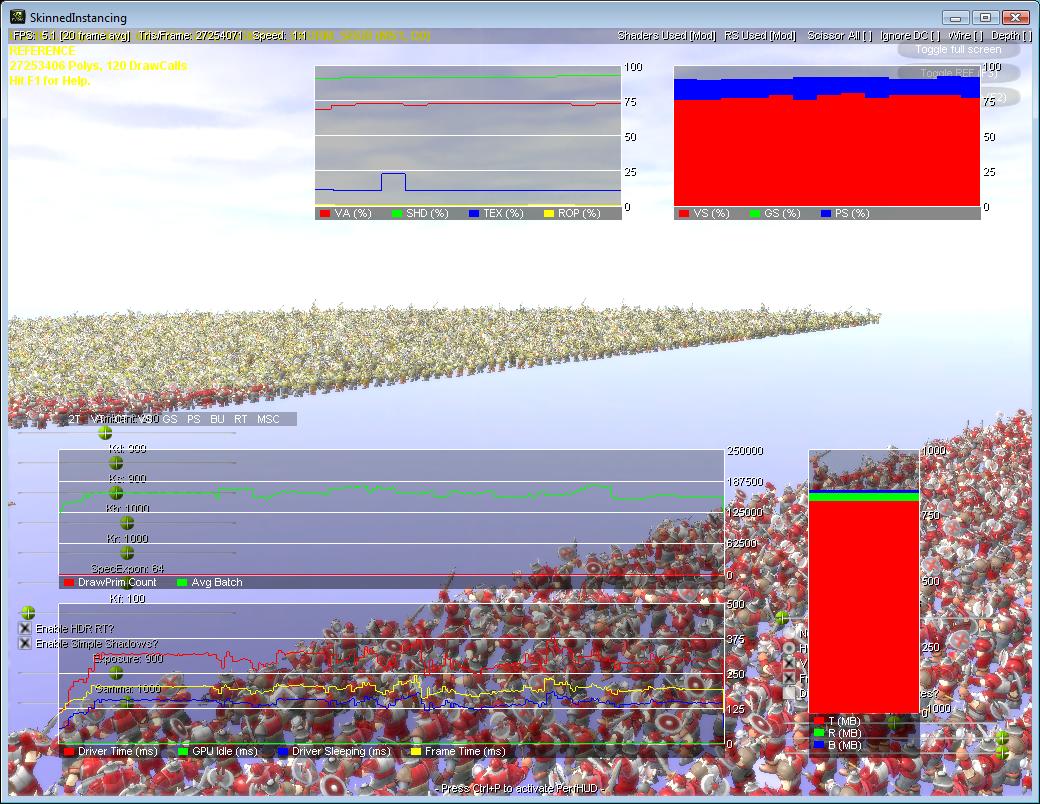 SkinnedInstancing
FPS: 5.1 [20 frame avg] Tris/Frame: 27254071 Speed: 1:1 Shaders Used [Mod] RS Used [Mod] Scissor All [ ] Ignore DC [ ] Wire [ ] Depth [ ]
REFERENCE
Toggle full screen
27253406 Polys, 120 DrawCalls
Toggle REF (F3)
Hit F1 for Help.
100
75
50
25
0
VA (%) SHD (%) TEX (%) ROP (%)
100
75
50
25
0
VS (%) GS (%) PS (%)
2T GS PS BU RT MSC
Kd: 900
Ks: 900
Kh: 1000
Kr: 1000
SpecExpon: 64
250000
187500
125000
62500
0
DrawPrim Count Avg Batch
Kf: 100
Enable HDR RT?
Enable Simple Shadows?
Exposure: 900
Gamma: 1000
500
375
250
125
0
Driver Time (ms) GPU Idle (ms) Driver Sleeping (ms) Frame Time (ms)
1000
750
500
250
0
1000
T (MB)
R (MB)
B (MB)
- Press Ctrl+P to activate PerfHUD -